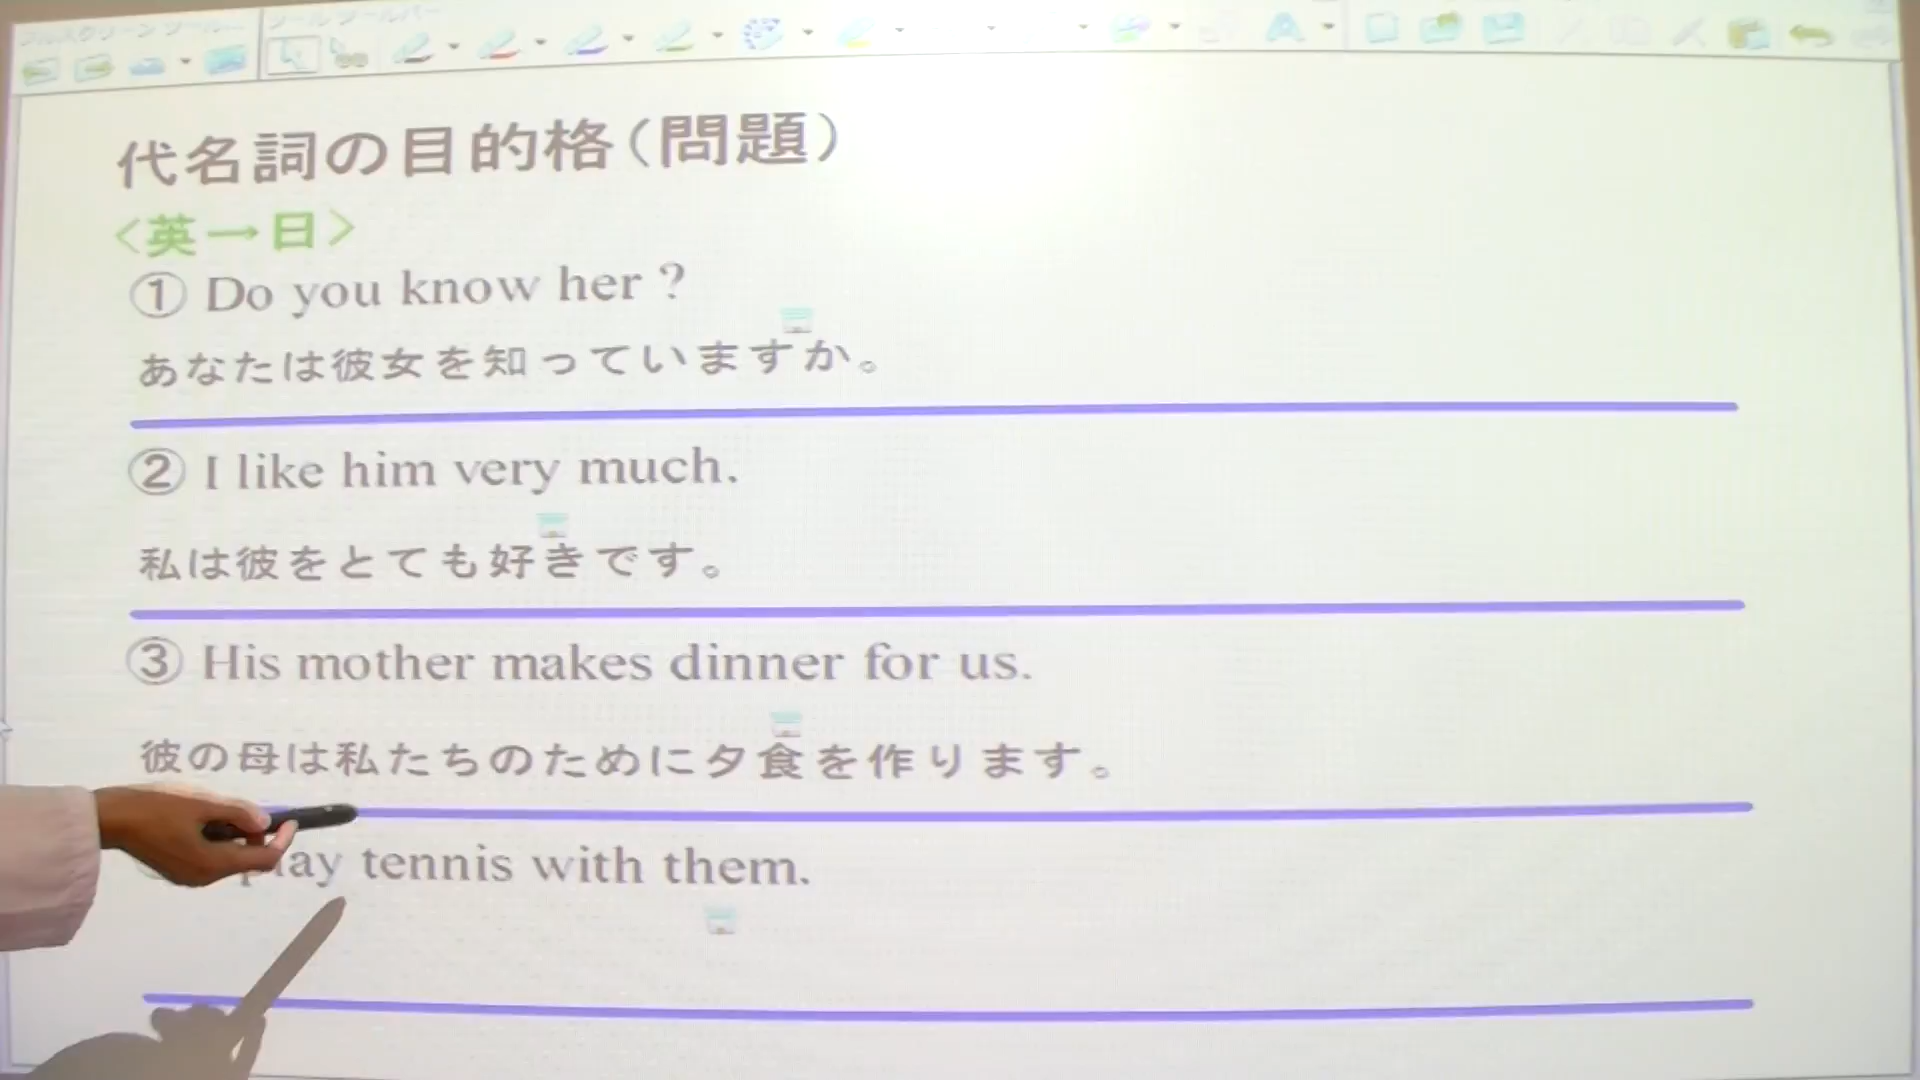 代名詞の目的格(問題)
<英→日>
① Do you know her ?
あなたは彼女を知っていますか。
② I like him very much.
私は彼をとても好きです。
③ His mother makes dinner for us.
彼の母は私たちのために夕食を作ります。
play tennis with them.